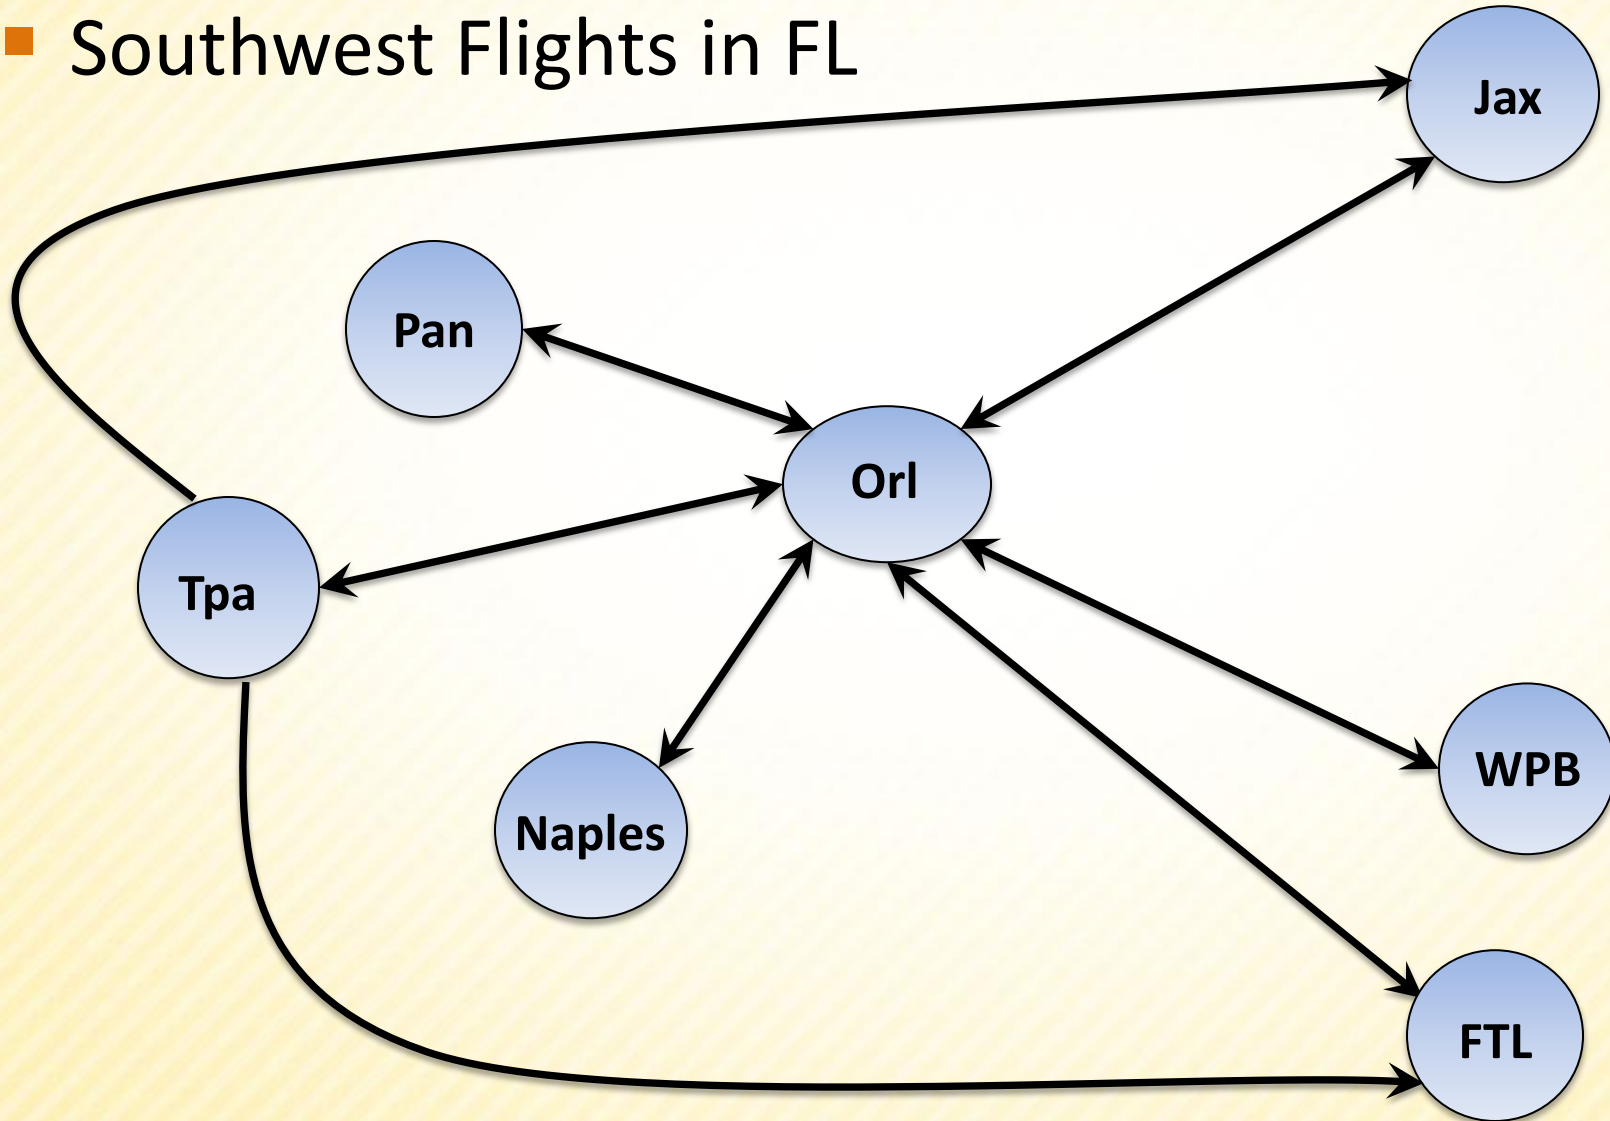 Southwest Flights in FL
Jax
Pan
Orl
Tpa
WPB
Naples
FTL